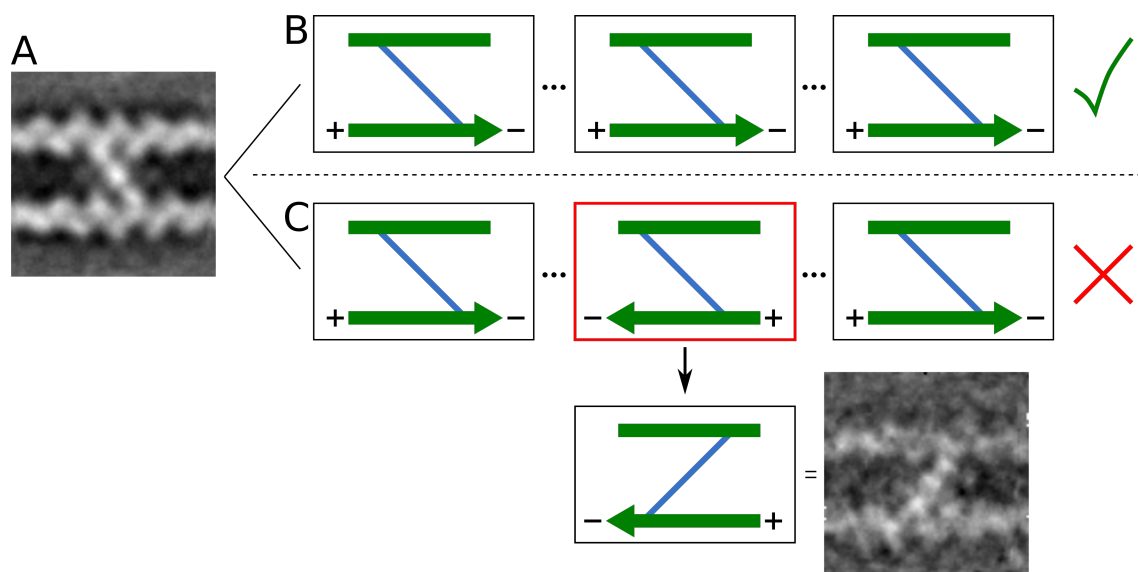 A
B
+ − ... + − ... + −
C
+ − ... − + ... + −
− + =